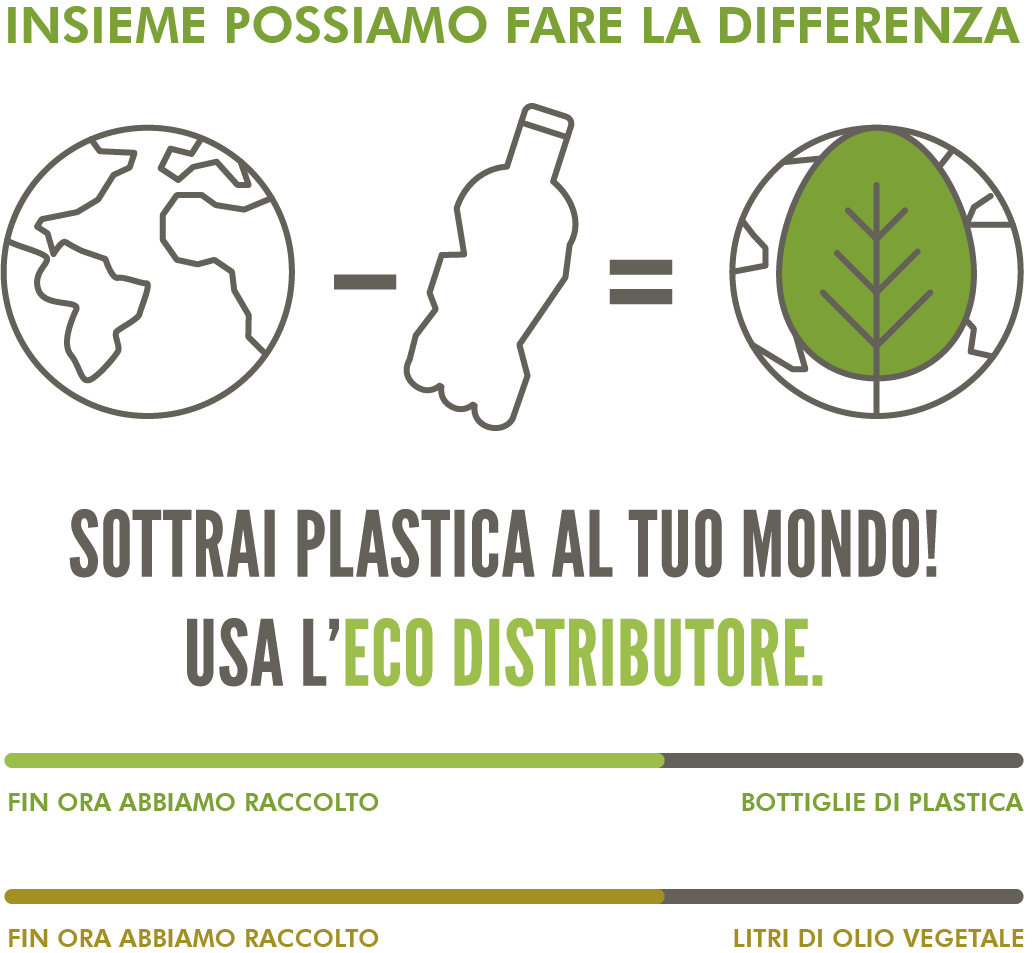 INSIEME POSSIAMO FARE LA DIFFERENZA
SOTTRAI PLASTICA AL TUO MONDO!
USA L'ECO DISTRIBUTORE.
FIN ORA ABBIAMO RACCOLTO
BOTTIGLIE DI PLASTICA
FIN ORA ABBIAMO RACCOLTO
LITRI DI OLIO VEGETALE